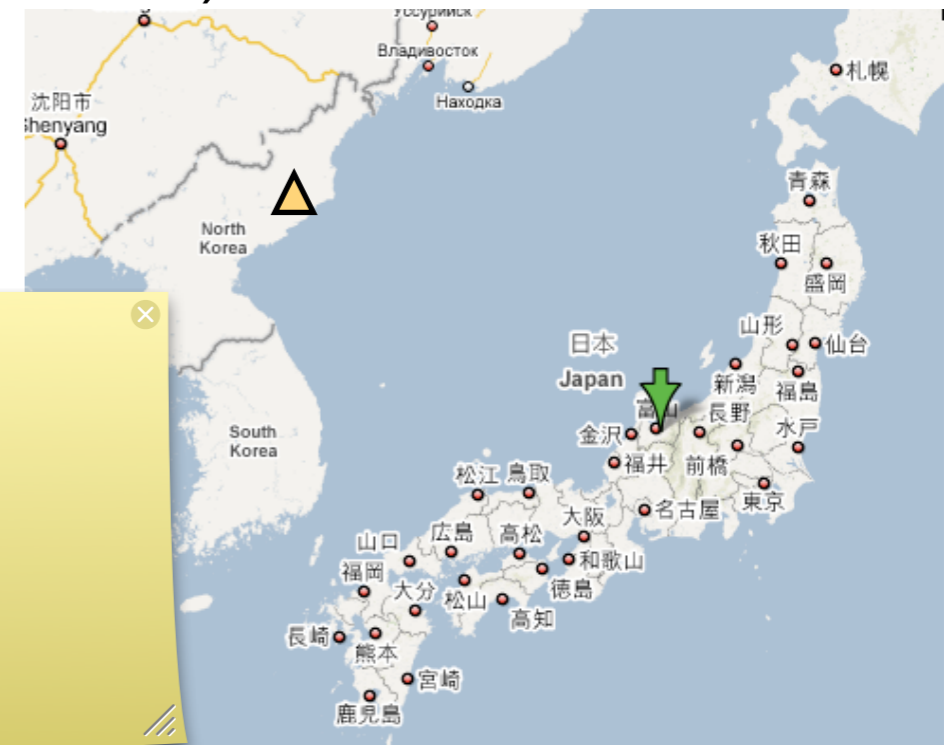 Уссурийск
Владивосток
Находка
札幌
沈阳市
Shenyang
青森
North
Korea
秋田
盛岡
山形
仙台
日本
Japan
新潟
福島
富山
長野
水戸
金沢
South
Korea
福井
前橋
松江
鳥取
東京
名古屋
大阪
広島
高松
山口
和歌山
福岡
大分
松山
徳島
高知
長崎
熊本
宮崎
鹿児島